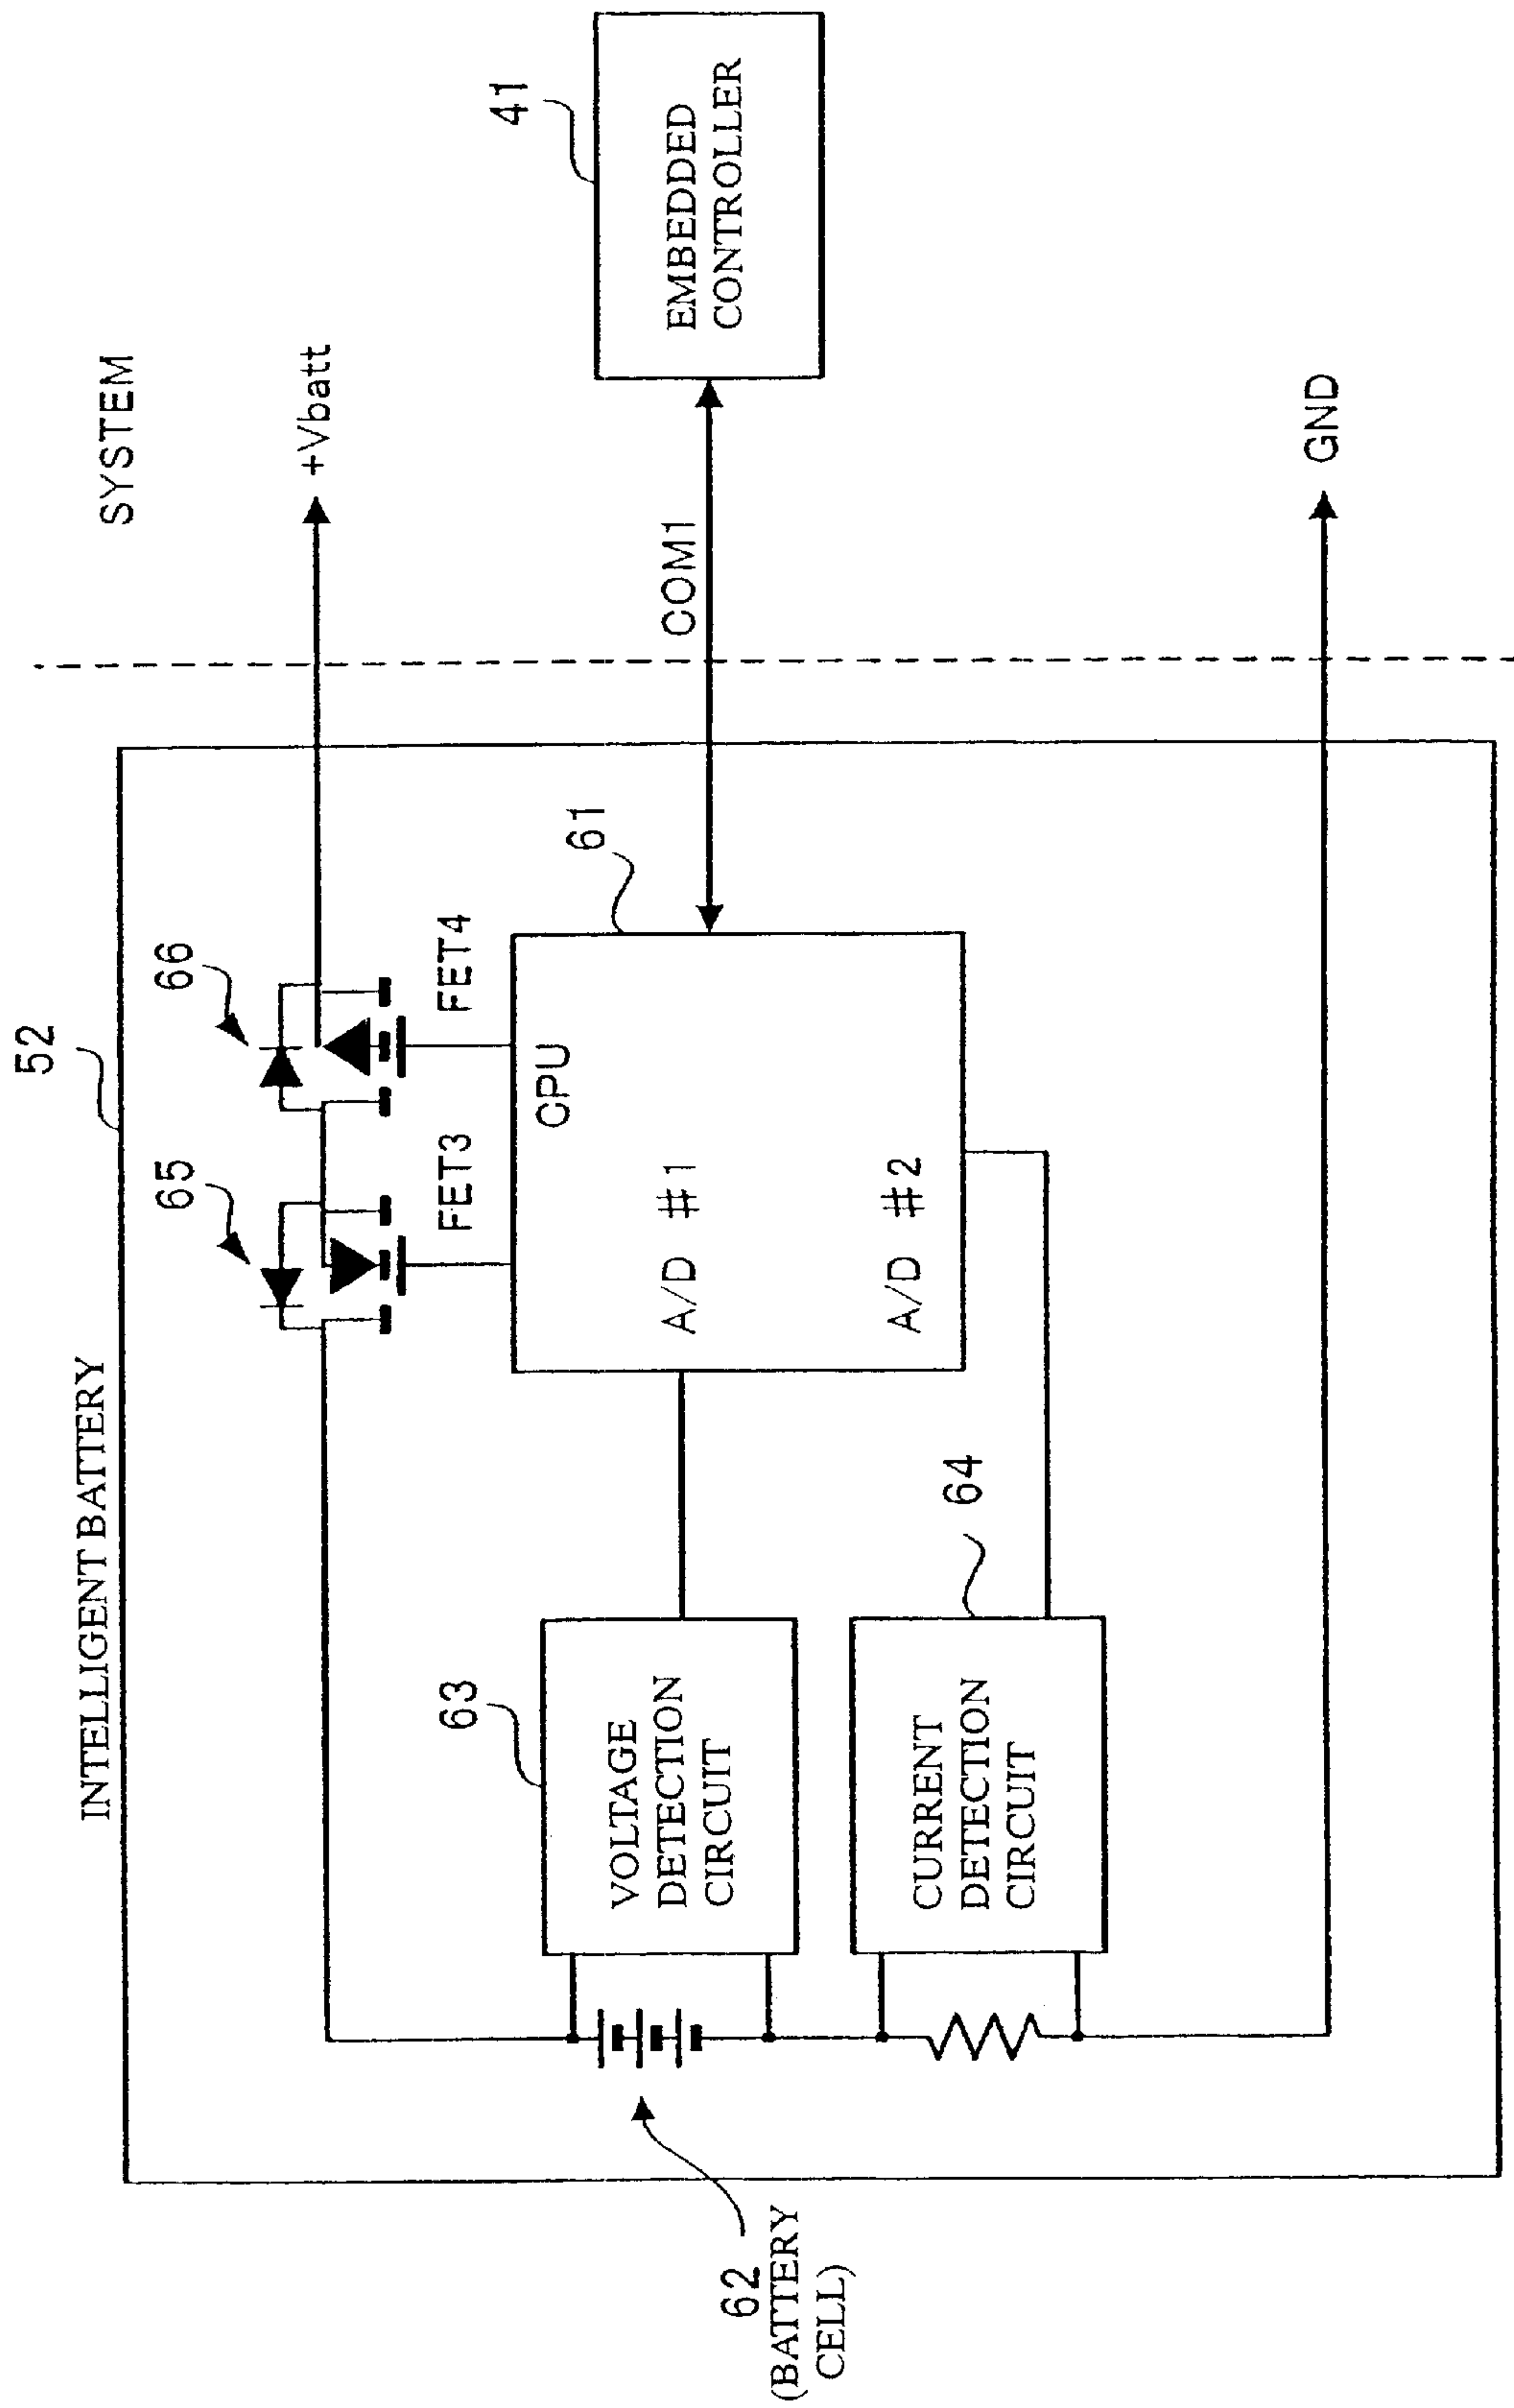 SYSTEM
+Vbatt
41
EMBEDDED
CONTROLLER
COM1
GND
INTELLIGENT BATTERY
52
65
66
FET3
FET4
61
CPU
A/D #1
A/D #2
63
VOLTAGE
DETECTION
CIRCUIT
64
CURRENT
DETECTION
CIRCUIT
62
(BATTERY
CELL)